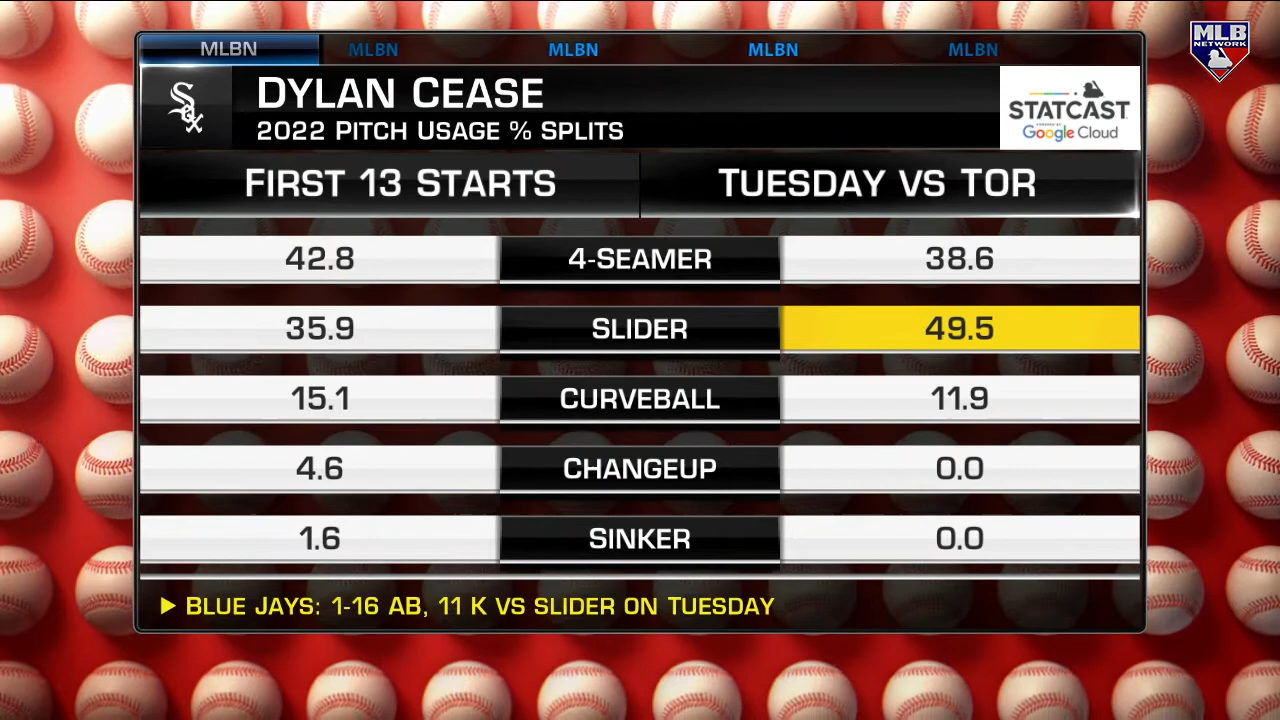 MLBN MLBN MLBN MLBN MLBN
MLB
NETWORK
Sox
DYLAN CEASE
2022 PITCH USAGE % SPLITS
STATCAST
POWERED BY
Google Cloud
FIRST 13 STARTS TUESDAY VS TOR
42.8 4-SEAMER 38.6
35.9 SLIDER 49.5
15.1 CURVEBALL 11.9
4.6 CHANGEUP 0.0
1.6 SINKER 0.0
BLUE JAYS: 1-16 AB, 11 K VS SLIDER ON TUESDAY